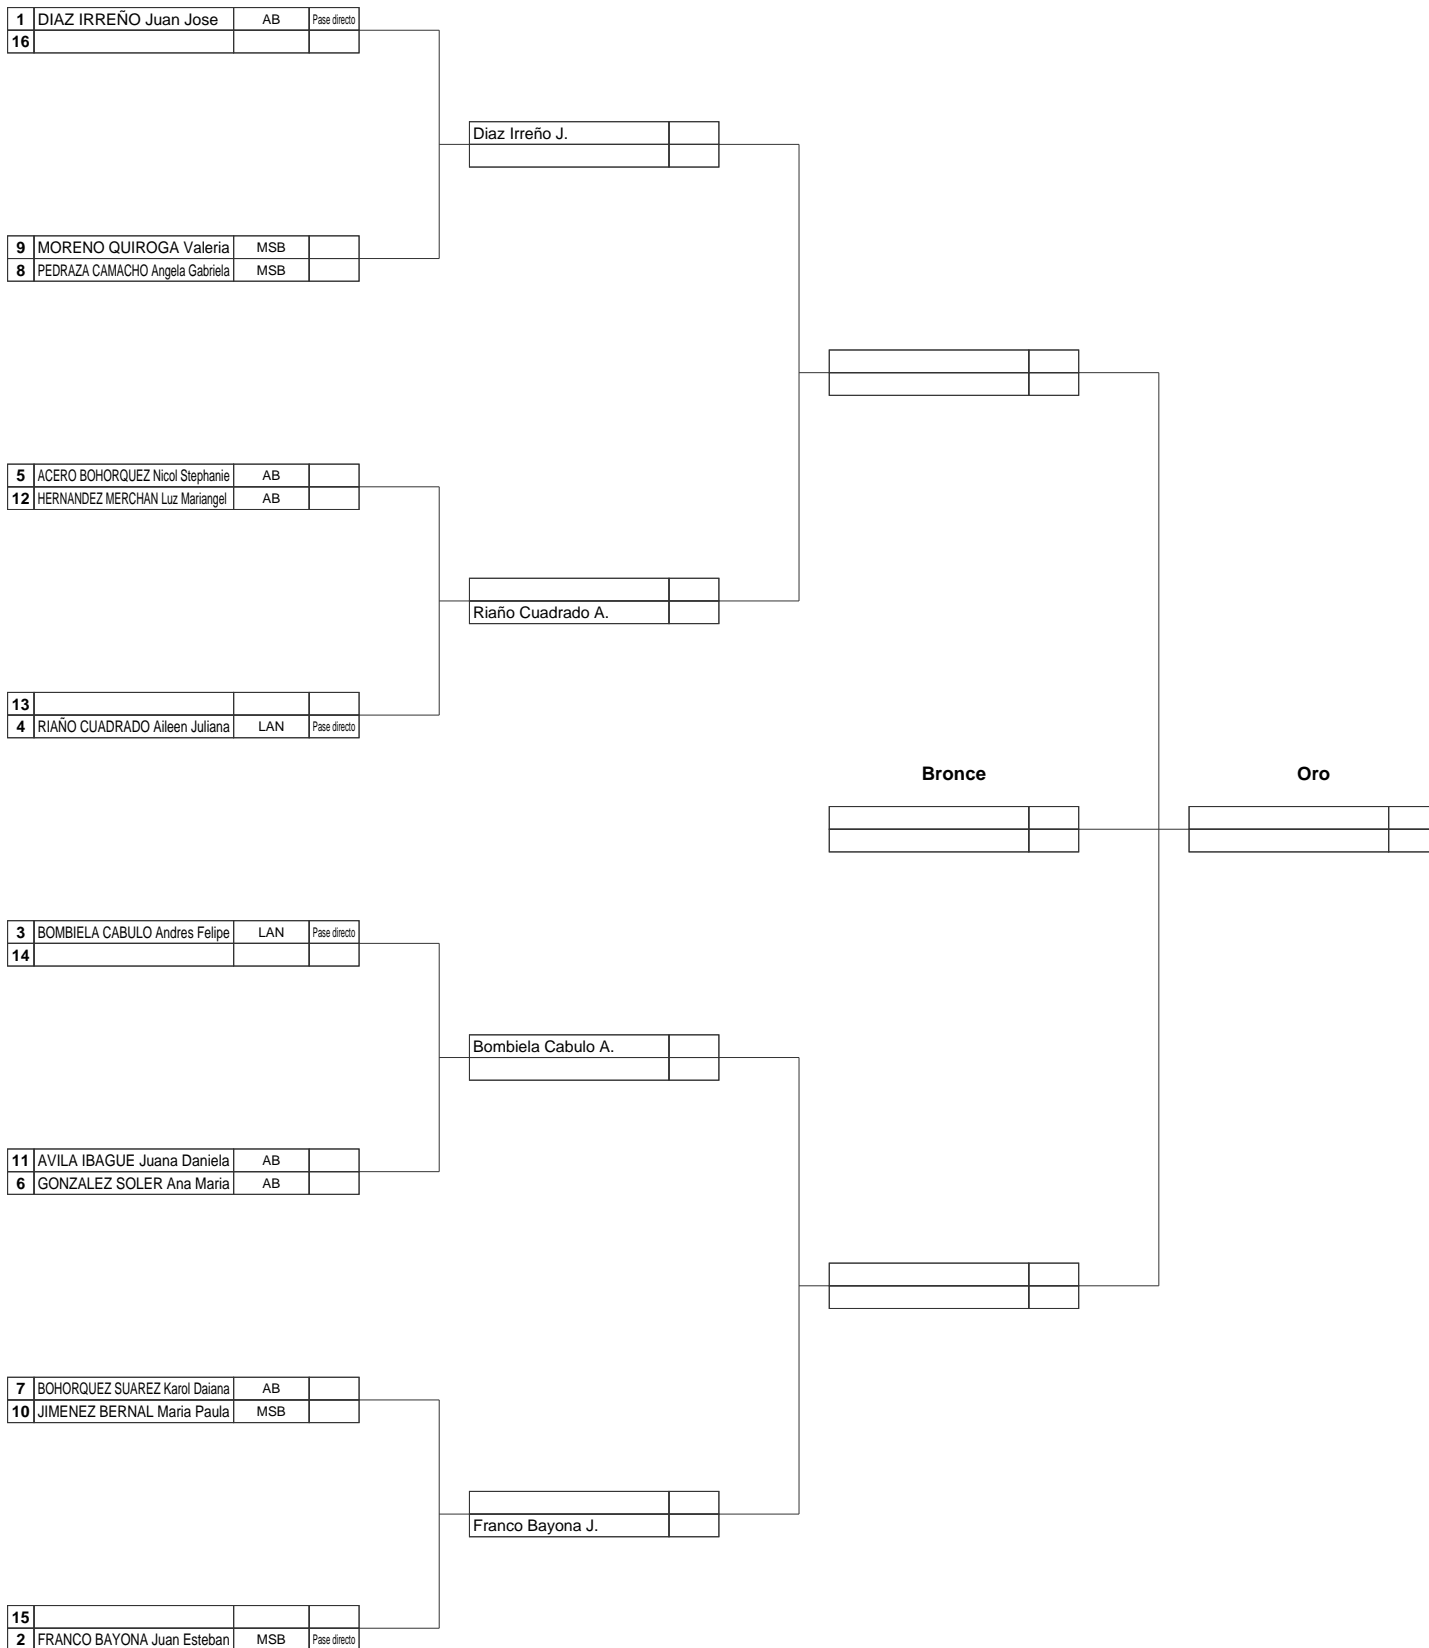 1 DIAZ IRREÑO Juan Jose AB Pase directo
16
Diaz Irreño J.
9 MORENO QUIROGA Valeria MSB
8 PEDRAZA CAMACHO Angela Gabriela MSB
5 ACERO BOHORQUEZ Nicol Stephanie AB
12 HERNANDEZ MERCHAN Luz Mariangel AB
Riaño Cuadrado A.
13
4 RIAÑO CUADRADO Aileen Juliana LAN Pase directo
Bronce Oro
3 BOMBIELA CABULO Andres Felipe LAN Pase directo
14
Bombiela Cabulo A.
11 AVILA IBAGUE Juana Daniela AB
6 GONZALEZ SOLER Ana Maria AB
7 BOHORQUEZ SUAREZ Karol Daiana AB
10 JIMENEZ BERNAL Maria Paula MSB
Franco Bayona J.
15
2 FRANCO BAYONA Juan Esteban MSB Pase directo